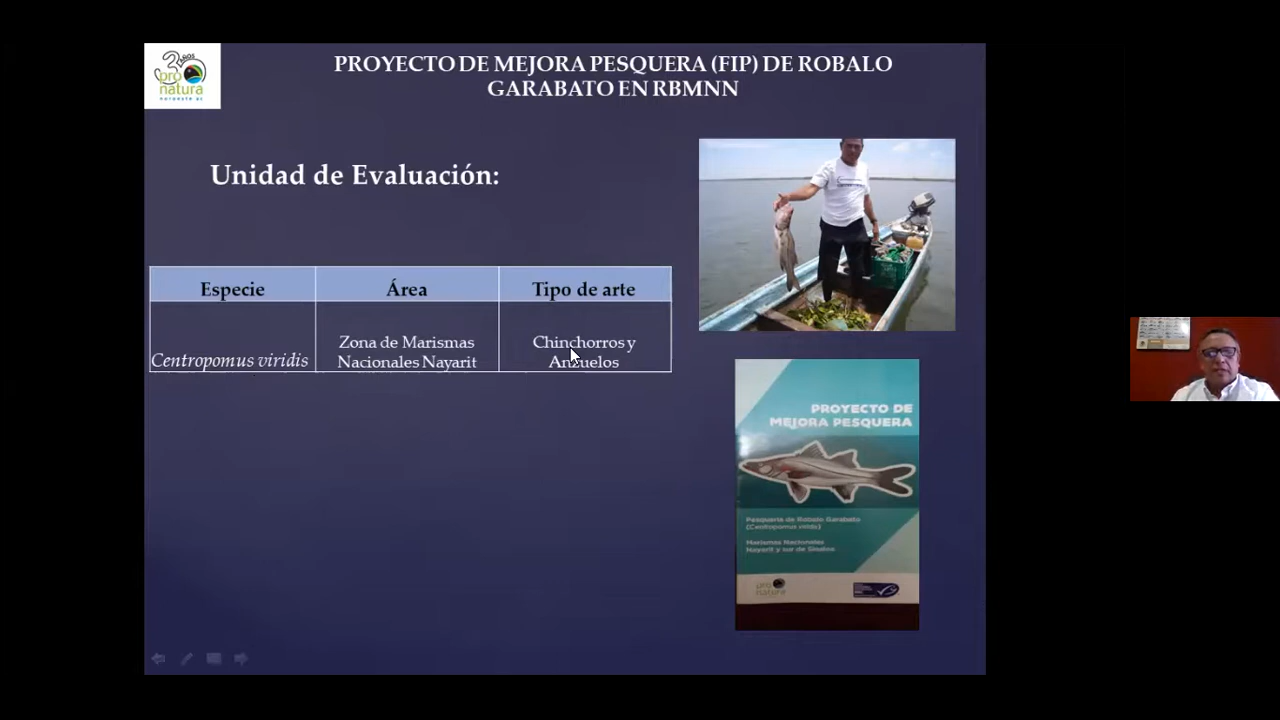 30 años
pro
natura
noroeste ac
PROYECTO DE MEJORA PESQUERA (FIP) DE ROBALO
GARABATO EN RBMNN
Unidad de Evaluación:
Especie Área Tipo de arte
Centropomus viridis Zona de Marismas Nacionales Nayarit Chinchorros y Anzuelos
PROYECTO DE
MEJORA PESQUERA
Pesquería de Robalo Garabato
(Centropomus viridis)
Marismas Nacionales
Nayarit y sur de Sinaloa
pro
natura